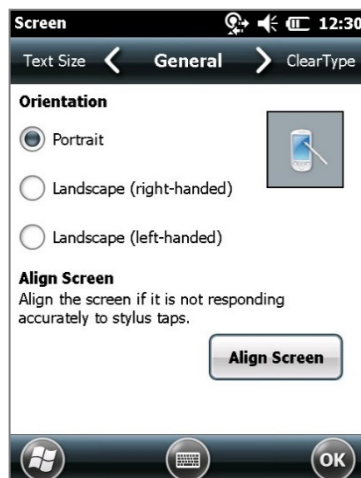 Screen 12:30
Text Size General ClearType
Orientation
Portrait
Landscape (right-handed)
Landscape (left-handed)
Align Screen
Align the screen if it is not responding
accurately to stylus taps.
Align Screen
OK